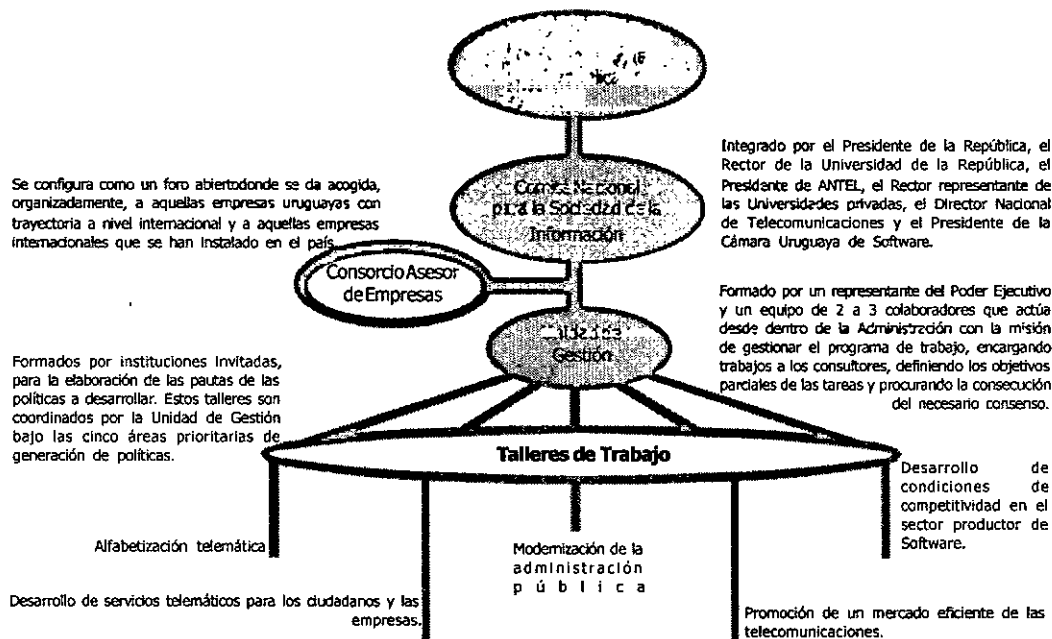 Se configura como un foro abiertodonde se da acogida,
organizadamente, a aquellas empresas uruguayas con
trayectoria a nivel internacional y a aquellas empresas
internacionales que se han instalado en el país.
Comité Nacional
para la Sociedad de la
Información
Integrado por el Presidente de la República, el
Rector de la Universidad de la República, el
Presidente de ANTEL, el Rector representante de
las Universidades privadas, el Director Nacional
de Telecomunicaciones y el Presidente de la
Cámara Uruguaya de Software.
Consorcio Asesor
de Empresas
Gestión
Formado por un representante del Poder Ejecutivo
y un equipo de 2 a 3 colaboradores que actúa
desde dentro de la Administración con la misión
de gestionar el programa de trabajo, encargando
trabajos a los consultores, definiendo los objetivos
parciales de las tareas y procurando la consecución
del necesario consenso.
Formados por instituciones invitadas,
para la elaboración de las pautas de las
políticas a desarrollar. Estos talleres son
coordinados por la Unidad de Gestión
bajo las cinco áreas prioritarias de
generación de políticas.
Talleres de Trabajo
Alfabetización telemática
Desarrollo de servicios telemáticos para los ciudadanos y las
empresas.
Modernización de la
administración
pública
Promoción de un mercado eficiente de las
telecomunicaciones.
Desarrollo de
condiciones de
competitividad en el
sector productor de
Software.